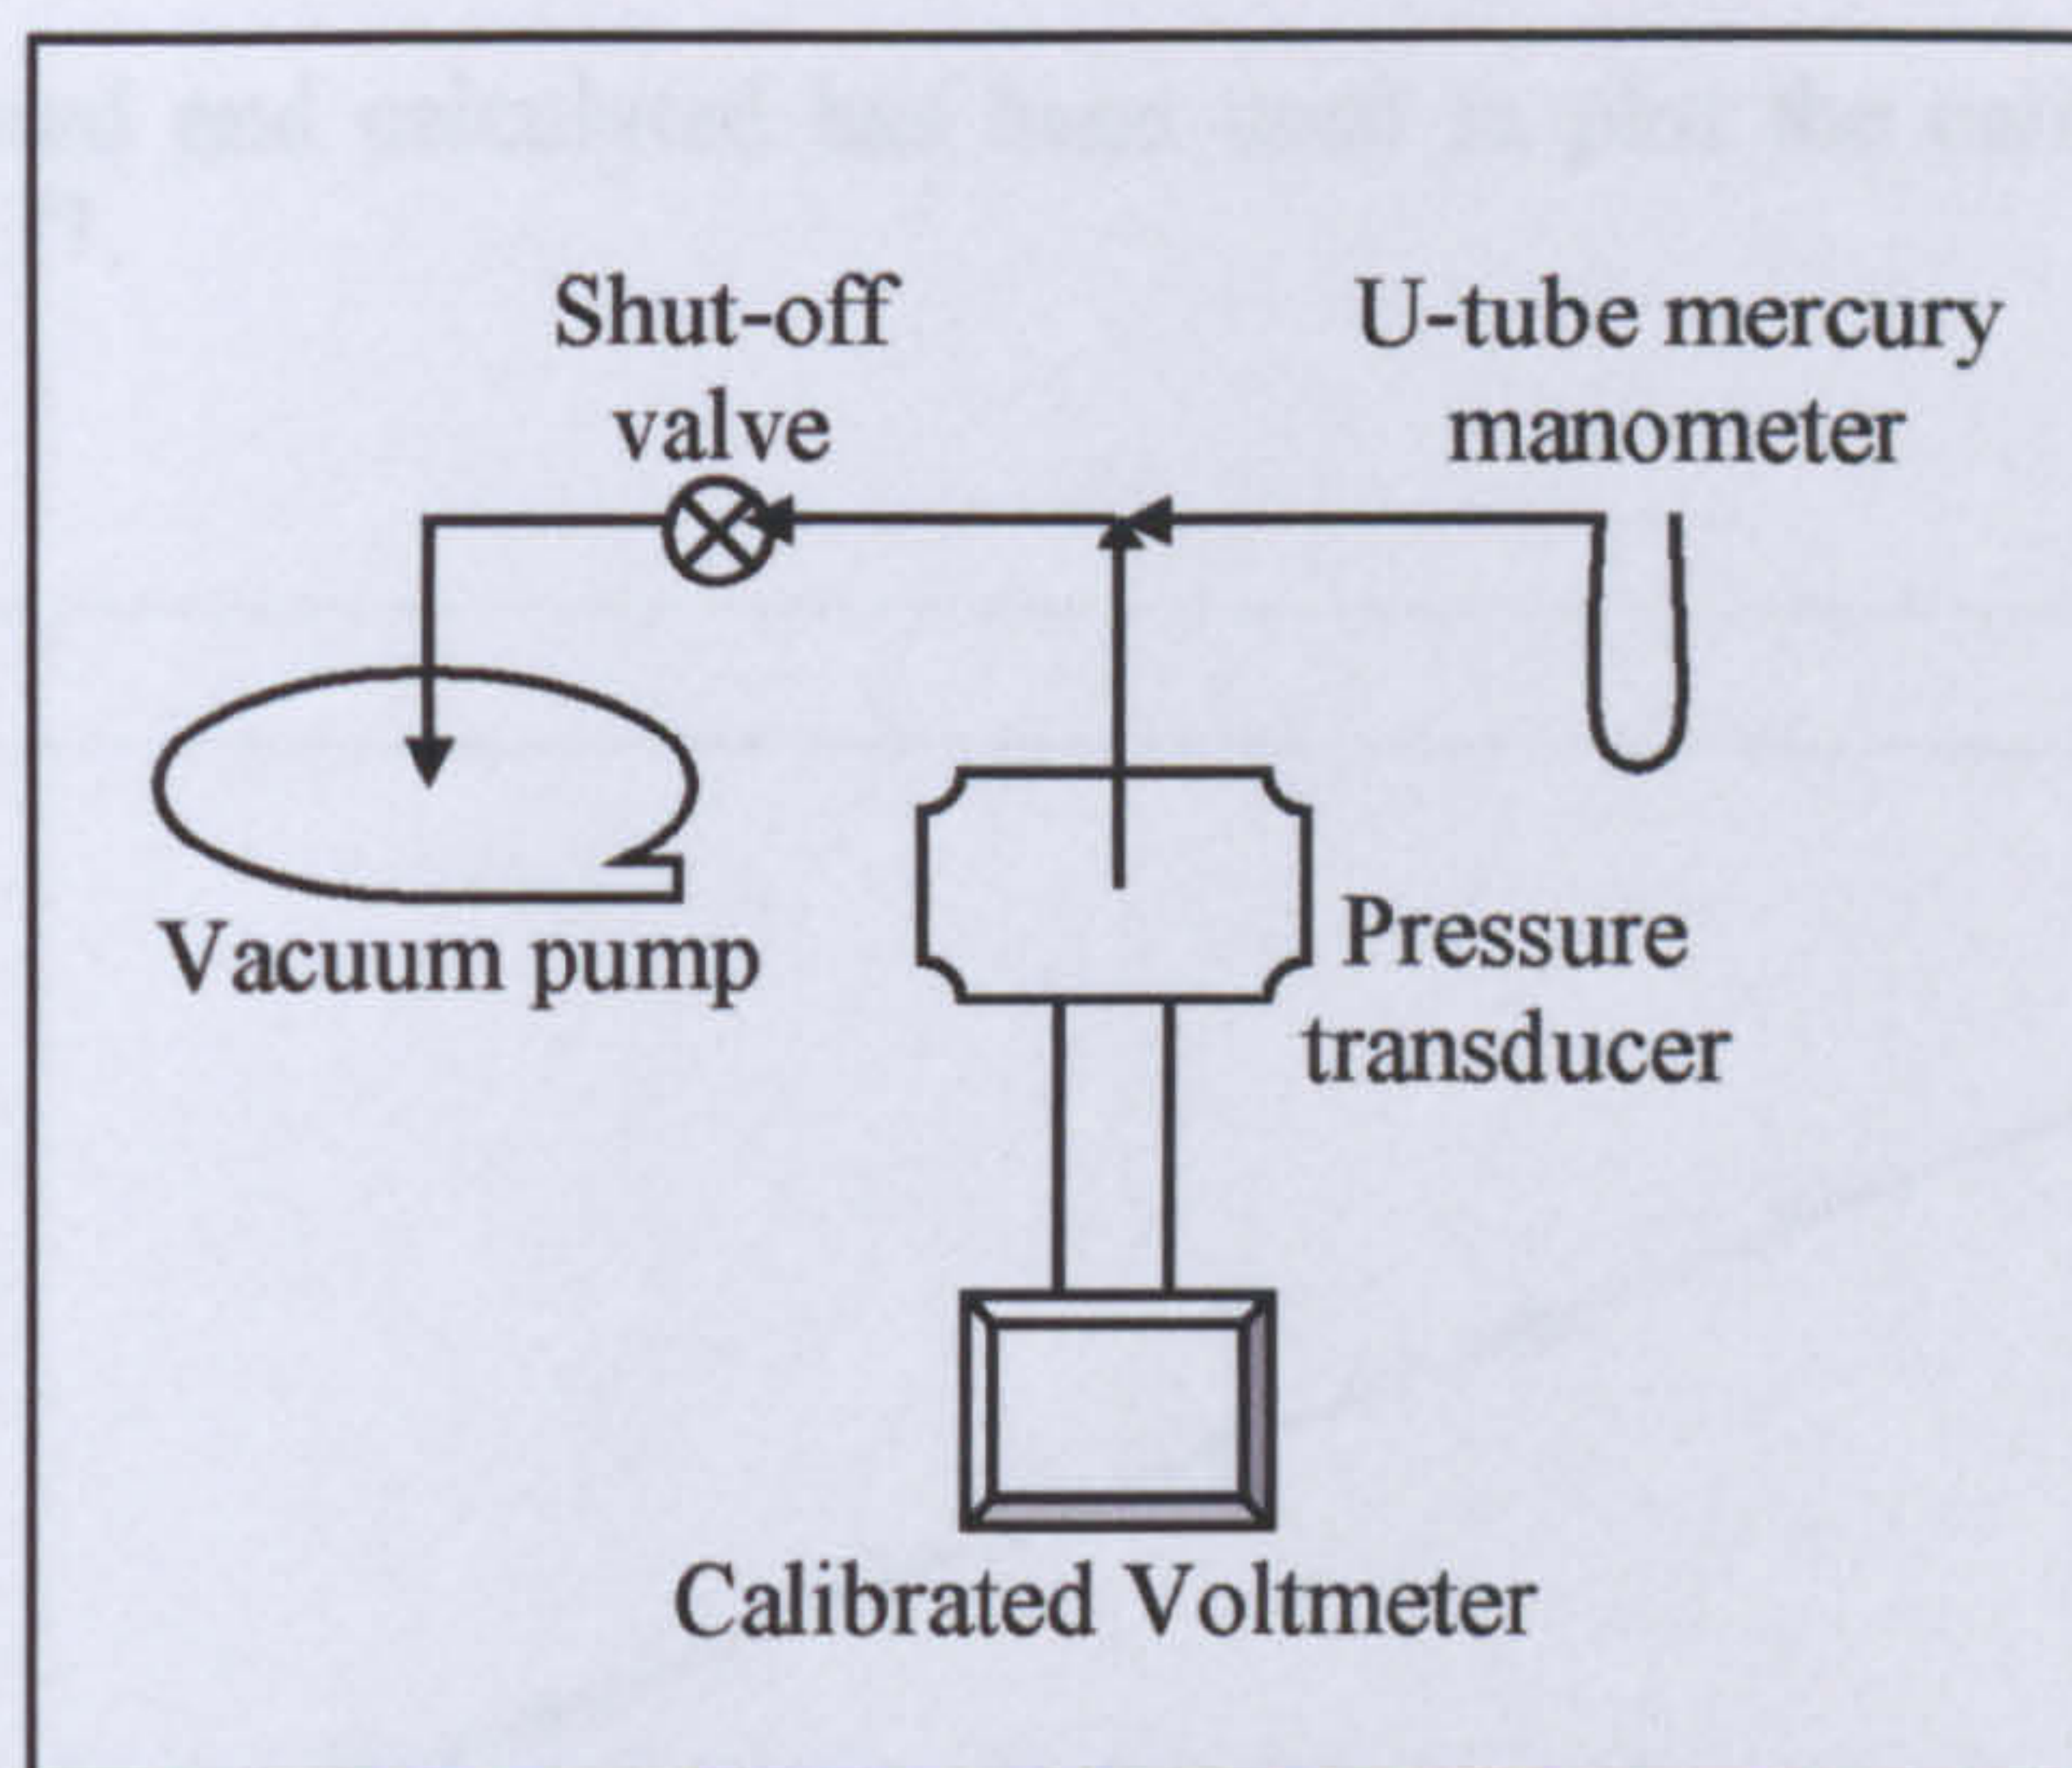 Shut-off
valve
U-tube mercury
manometer
Vacuum pump
Pressure
transducer
Calibrated Voltmeter